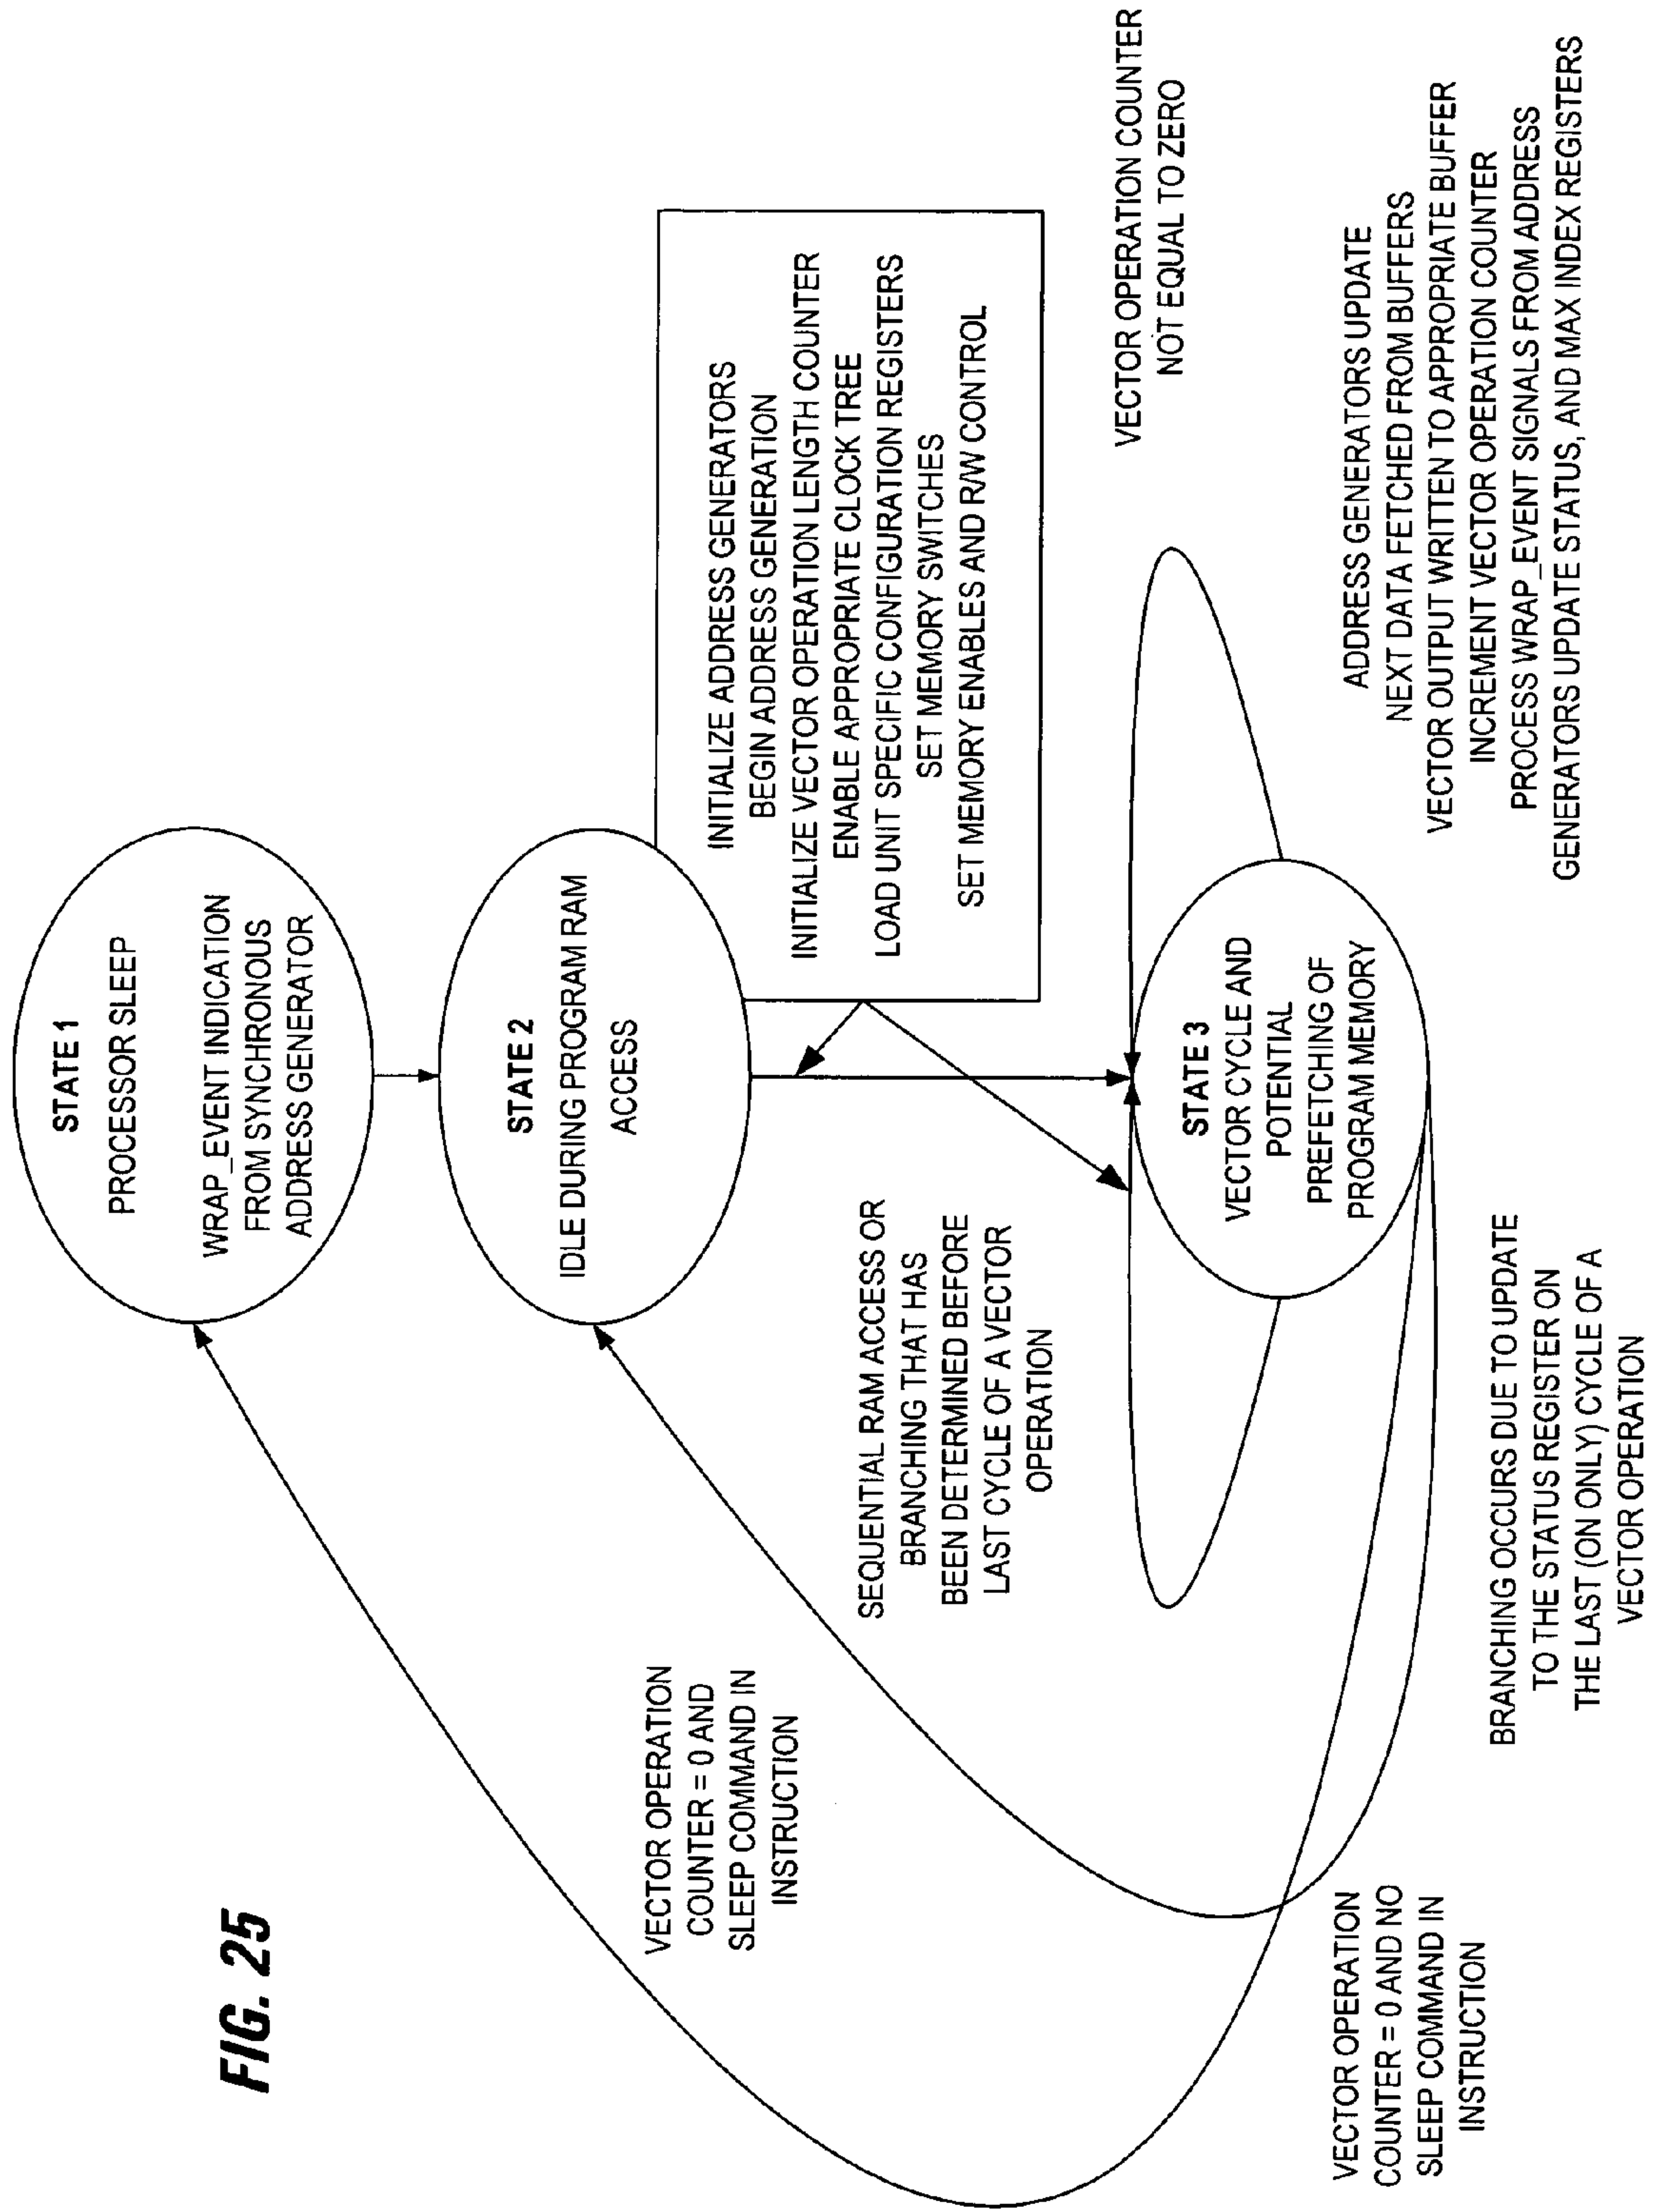 FIG. 25
STATE 1
PROCESSOR SLEEP
WRAP_EVENT INDICATION
FROM SYNCHRONOUS
ADDRESS GENERATOR
STATE 2
IDLE DURING PROGRAM RAM
ACCESS
INITIALIZE ADDRESS GENERATORS
BEGIN ADDRESS GENERATION
INITIALIZE VECTOR OPERATION LENGTH COUNTER
ENABLE APPROPRIATE CLOCK TREE
LOAD UNIT SPECIFIC CONFIGURATION REGISTERS
SET MEMORY SWITCHES
SET MEMORY ENABLES AND R/W CONTROL
VECTOR OPERATION
COUNTER = 0 AND
SLEEP COMMAND IN
INSTRUCTION
SEQUENTIAL RAM ACCESS OR
BRANCHING THAT HAS
BEEN DETERMINED BEFORE
LAST CYCLE OF A VECTOR
OPERATION
VECTOR OPERATION COUNTER
NOT EQUAL TO ZERO
STATE 3
VECTOR CYCLE AND
POTENTIAL
PREFETCHING OF
PROGRAM MEMORY
ADDRESS GENERATORS UPDATE
NEXT DATA FETCHED FROM BUFFERS
VECTOR OUTPUT WRITTEN TO APPROPRIATE BUFFER
INCREMENT VECTOR OPERATION COUNTER
PROCESS WRAP_EVENT SIGNALS FROM ADDRESS
GENERATORS UPDATE STATUS, AND MAX INDEX REGISTERS
VECTOR OPERATION
COUNTER = 0 AND NO
SLEEP COMMAND IN
INSTRUCTION
BRANCHING OCCURS DUE TO UPDATE
TO THE STATUS REGISTER ON
THE LAST (ON ONLY) CYCLE OF A
VECTOR OPERATION